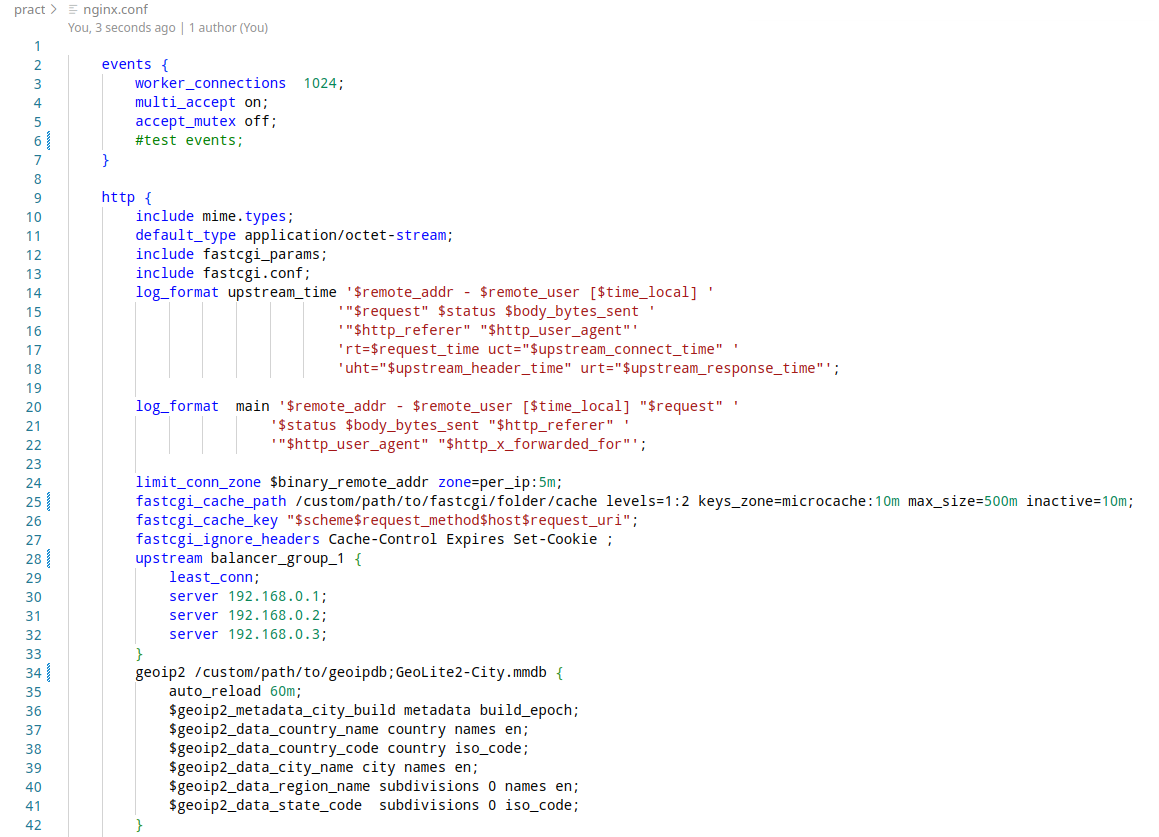 pract > nginx.conf
You, 3 seconds ago | 1 author (You)
1
2 events {
3 worker_connections  1024;
4 multi_accept on;
5 accept_mutex off;
6 #test events;
7 }
8
9 http {
10 include mime.types;
11 default_type application/octet-stream;
12 include fastcgi_params;
13 include fastcgi.conf;
14 log_format upstream_time '$remote_addr - $remote_user [$time_local] '
15 '"$request" $status $body_bytes_sent '
16 '"$http_referer" "$http_user_agent"'
17 'rt=$request_time uct="$upstream_connect_time" '
18 'uht="$upstream_header_time" urt="$upstream_response_time"';
19
20 log_format  main '$remote_addr - $remote_user [$time_local] "$request" '
21 '$status $body_bytes_sent "$http_referer" '
22 '"$http_user_agent" "$http_x_forwarded_for"';
23
24 limit_conn_zone $binary_remote_addr zone=per_ip:5m;
25 fastcgi_cache_path /custom/path/to/fastcgi/folder/cache levels=1:2 keys_zone=microcache:10m max_size=500m inactive=10m;
26 fastcgi_cache_key "$scheme$request_method$host$request_uri";
27 fastcgi_ignore_headers Cache-Control Expires Set-Cookie ;
28 upstream balancer_group_1 {
29 least_conn;
30 server 192.168.0.1;
31 server 192.168.0.2;
32 server 192.168.0.3;
33 }
34 geoip2 /custom/path/to/geoipdb;GeoLite2-City.mmdb {
35 auto_reload 60m;
36 $geoip2_metadata_city_build metadata build_epoch;
37 $geoip2_data_country_name country names en;
38 $geoip2_data_country_code country iso_code;
39 $geoip2_data_city_name city names en;
40 $geoip2_data_region_name subdivisions 0 names en;
41 $geoip2_data_state_code  subdivisions 0 iso_code;
42 }